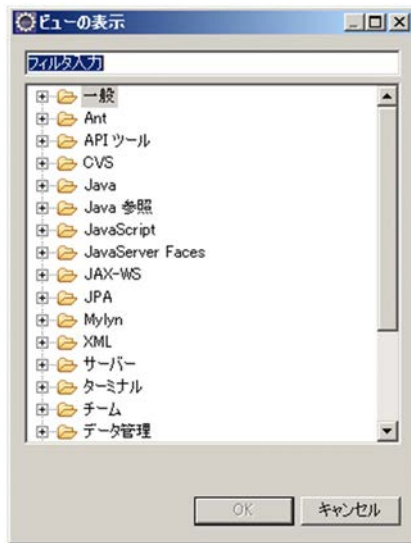 ビューの表示
フィルタ入力
一般
Ant
API ツール
CVS
Java
Java 参照
JavaScript
JavaServer Faces
JAX-WS
JPA
Mylyn
XML
サーバー
ターミナル
チーム
データ管理
OK
キャンセル